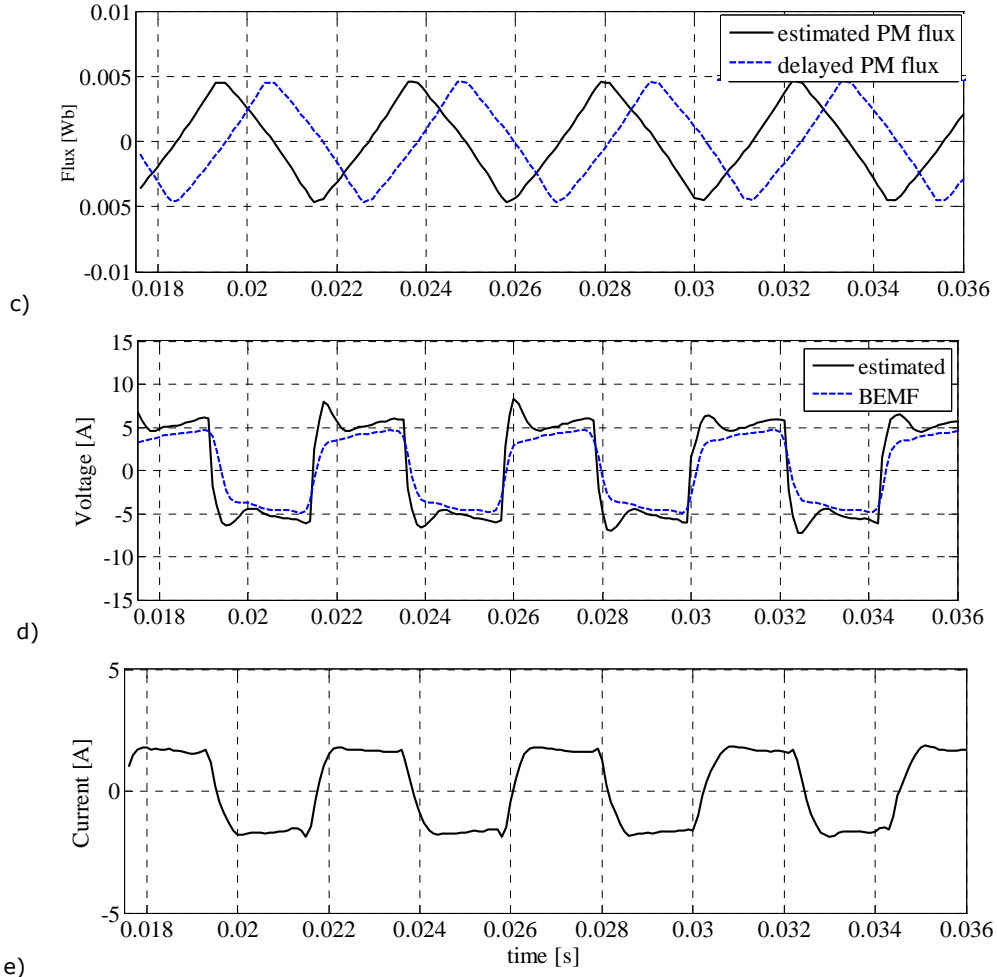 0.01
0.005
0
0.005
-0.01
Flux [Wb]
estimated PM flux
delayed PM flux
0.018 0.02 0.022 0.024 0.026 0.028 0.03 0.032 0.034 0.036
c)
15
10
5
0
-5
-10
-15
Voltage [A]
estimated
BEMF
0.018 0.02 0.022 0.024 0.026 0.028 0.03 0.032 0.034 0.036
d)
5
0
-5
Current [A]
0.018 0.02 0.022 0.024 0.026 0.028 0.03 0.032 0.034 0.036
time [s]
e)